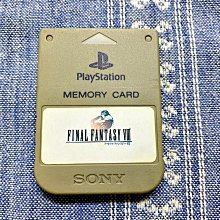 PlayStation
MEMORY CARD
FINAL FANTASY VIII
SONY